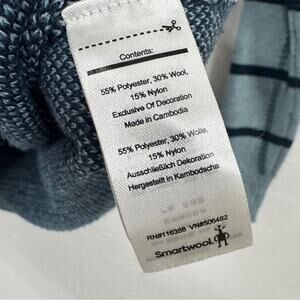 Contents:
55% Polyester, 30% Wool,
15% Nylon
Exclusive Of Decoration
Made in Cambodia
55% Polyester, 30% Wolle,
15% Nylon
Ausschließlich Dekoration
Hergestellt in Kambodscha
RN#116388 VN#506482
Smartwool